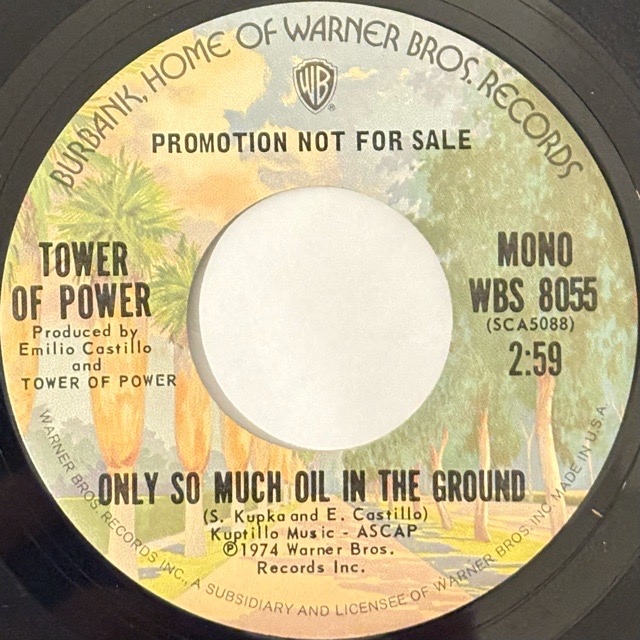 BURBANK, HOME OF WARNER BROS. RECORDS
WB
®
PROMOTION NOT FOR SALE
TOWER
OF POWER
Produced by
Emilio Castillo
and
TOWER OF POWER
MONO
WBS 8055
(SCA5088)
2:59
ONLY SO MUCH OIL IN THE GROUND
(S. Kupka and E. Castillo)
Kuptillo Music - ASCAP
℗1974 Warner Bros.
Records Inc.
WARNER BROS. RECORDS INC., A SUBSIDIARY AND LICENSEE OF WARNER BROS. INC. MADE IN U.S.A